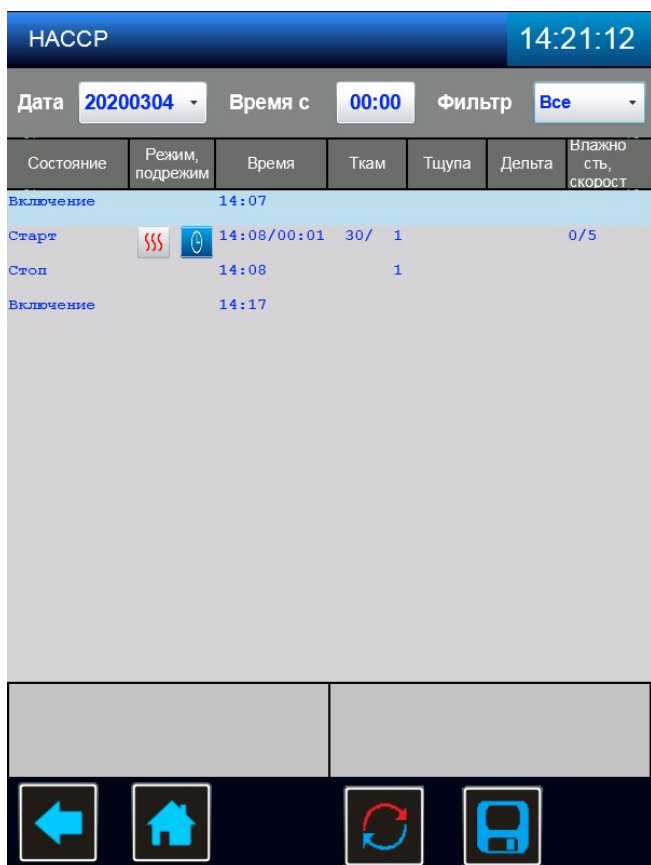 HACCP 14:21:12
Дата 20200304 Время с 00:00 Фильтр Все
Состояние Режим, подрежим Время Ткам Тщупа Дельта Влажно сть, скорост
Включение 14:07
Старт 14:08/00:01 30/ 1 0/5
Стоп 14:08 1
Включение 14:17